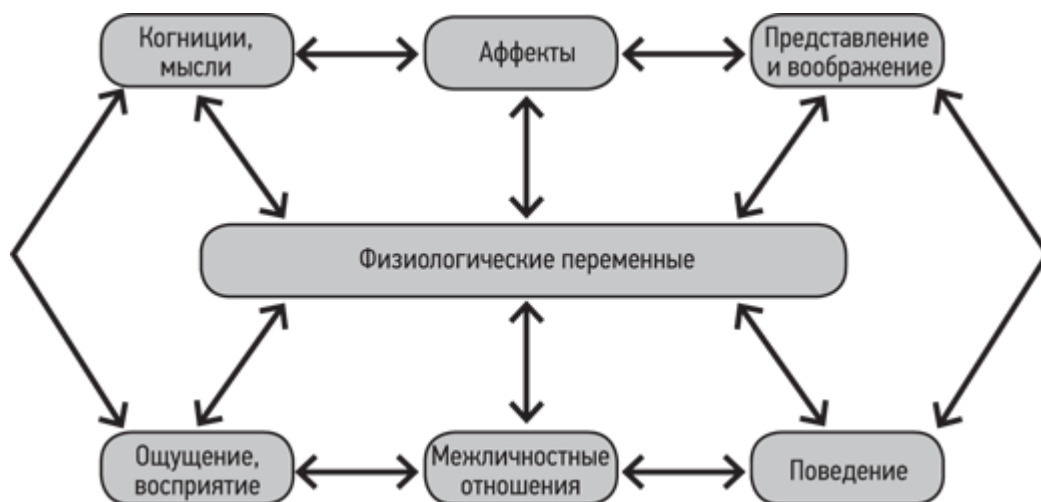 Когниции,
мысли
Аффекты
Представление
и воображение
Физиологические переменные
Ощущение,
восприятие
Межличностные
отношения
Поведение